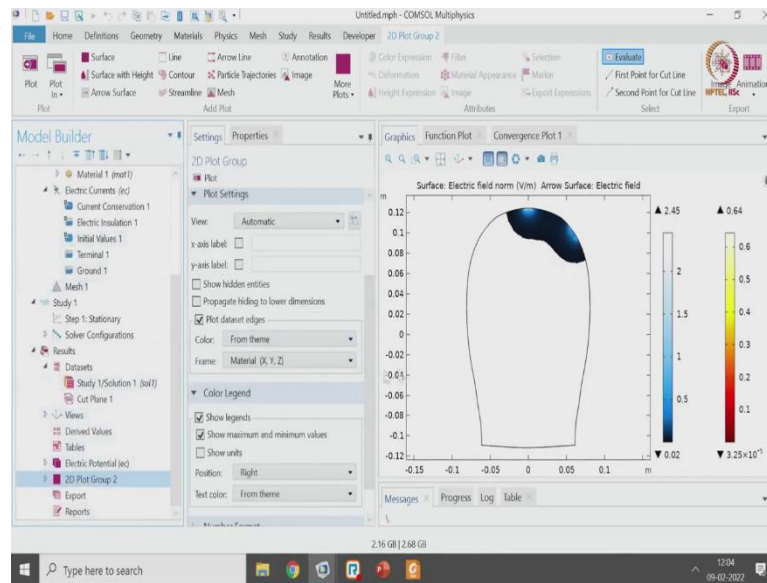 Untitled.mph - COMSOL Multiphysics
File Home Definitions Geometry Materials Physics Mesh Study Results Developer 2D Plot Group 2
Plot
Plot In
Plot
Surface
Surface with Height
Arrow Surface
Line
Contour
Streamline
Arrow Line
Particle Trajectories
Mesh
Annotation
Image
More Plots
Add Plot
Color Expression
Deformation
Height Expression
Filter
Material Appearance
Image
Selection
Marker
Export Expressions
Attributes
Evaluate
First Point for Cut Line
Second Point for Cut Line
Select
Image
Animation
NPTEL, IISc
Export
Model Builder
Material 1 (mat1)
Electric Currents (ec)
Current Conservation 1
Electric Insulation 1
Initial Values 1
Terminal 1
Ground 1
Mesh 1
Study 1
Step 1: Stationary
Solver Configurations
Results
Datasets
Study 1/Solution 1 (sol1)
Cut Plane 1
Views
Derived Values
Tables
Electric Potential (ec)
2D Plot Group 2
Export
Reports
Settings Properties
2D Plot Group
Plot
Plot Settings
View: Automatic
x-axis label:
y-axis label:
Show hidden entities
Propagate hiding to lower dimensions
Plot dataset edges
Color: From theme
Frame: Material (X, Y, Z)
Color Legend
Show legends
Show maximum and minimum values
Show units
Position: Right
Text color: From theme
Number Format
Graphics Function Plot Convergence Plot 1
Surface: Electric field norm (V/m) Arrow Surface: Electric field
m
0.12
0.1
0.08
0.06
0.04
0.02
0
-0.02
-0.04
-0.06
-0.08
-0.1
-0.12
-0.15 -0.1 -0.05 0 0.05 0.1 m
▲ 2.45
2
1.5
1
0.5
▼ 0.02
▲ 0.64
0.6
0.5
0.4
0.3
0.2
0.1
▼ 3.25×10⁻⁵
Messages Progress Log Table
2.16 GB | 2.68 GB
Type here to search
12:04
09-02-2022